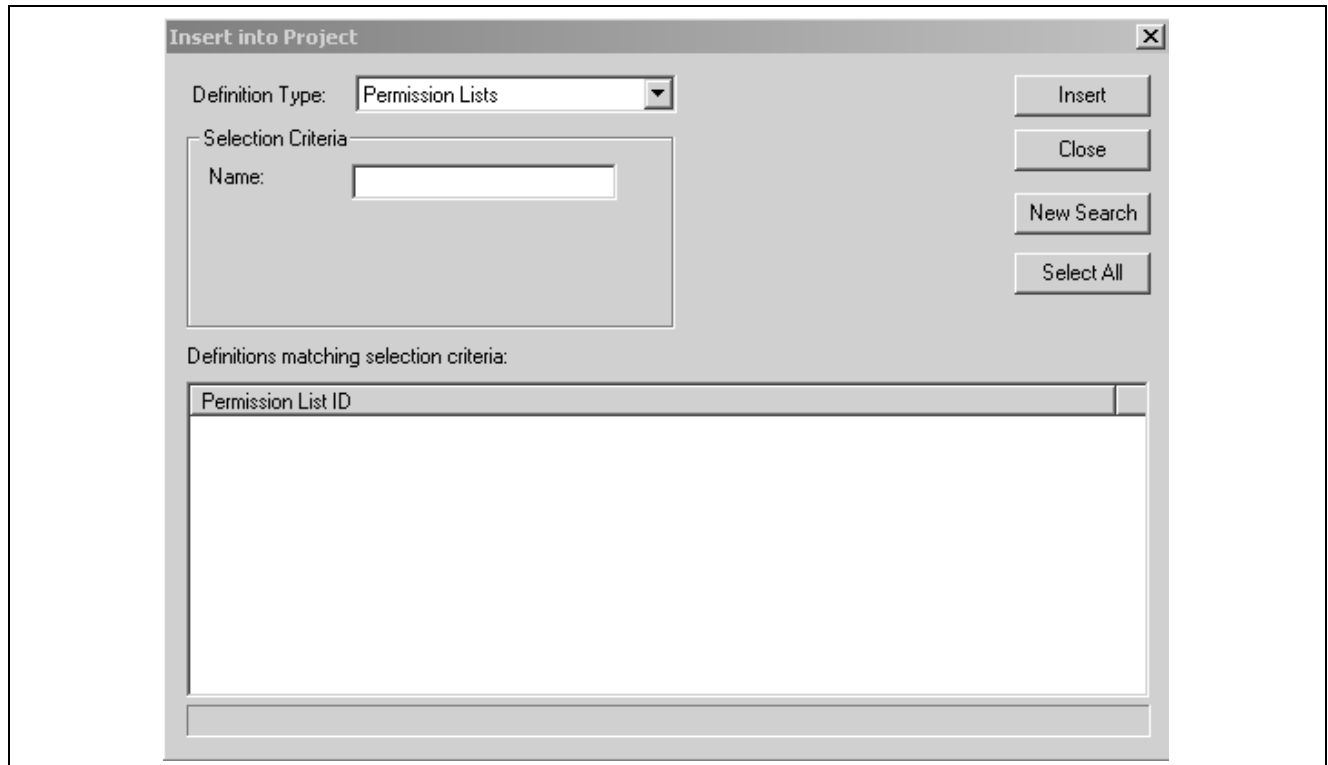 Insert into Project
Definition Type: Permission Lists
Insert
Selection Criteria
Close
Name:
New Search
Select All
Definitions matching selection criteria:
Permission List ID